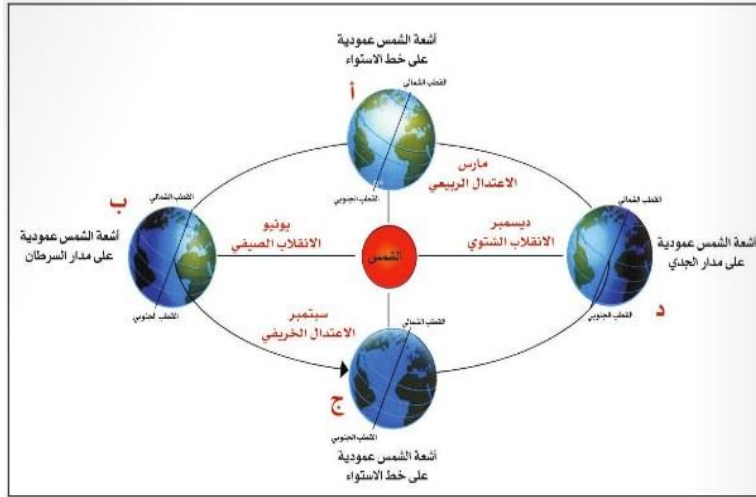 أشعة الشمس عمودية
على خط الاستواء
القطب الشمالي
أ
القطب الجنوبي
مارس
الاعتدال الربيعي
القطب الشمالي
ب
أشعة الشمس عمودية
على مدار السرطان
القطب الجنوبي
يونيو
الانقلاب الصيفي
الشمس
ديسمبر
الانقلاب الشتوي
القطب الشمالي
أشعة الشمس عمودية
على مدار الجدي
القطب الجنوبي
د
سبتمبر
الاعتدال الخريفي
القطب الشمالي
ج
القطب الجنوبي
أشعة الشمس عمودية
على خط الاستواء